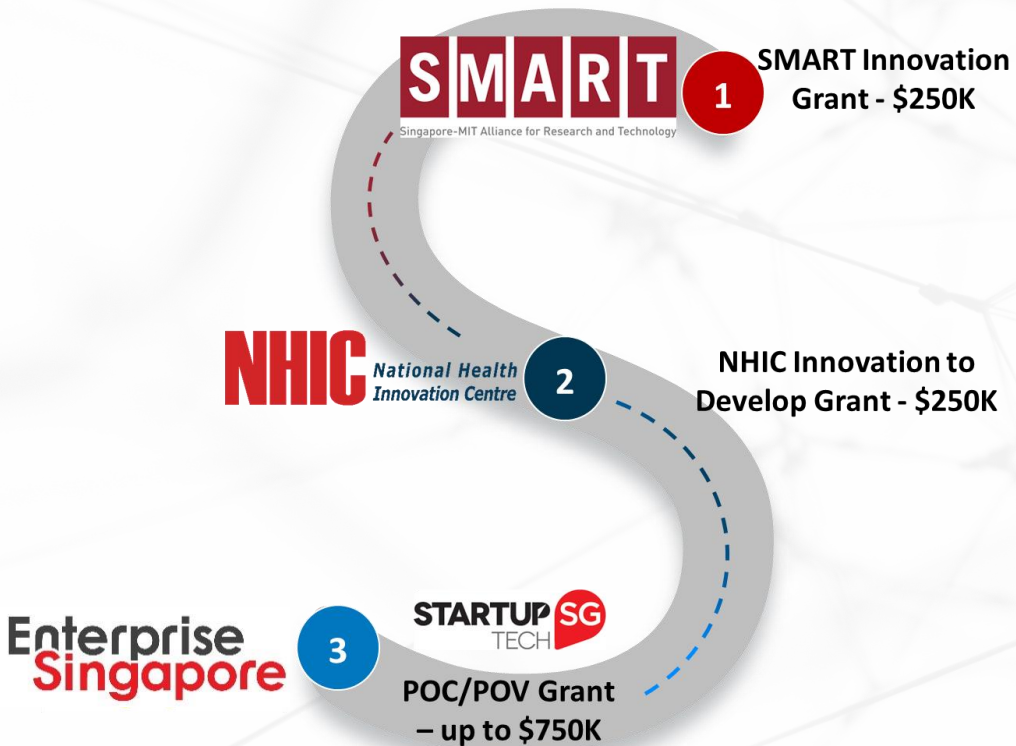 SMART
Singapore-MIT Alliance for Research and Technology
1
SMART Innovation
Grant - $250K
NHIC
National Health
Innovation Centre
2
NHIC Innovation to
Develop Grant - $250K
Enterprise
Singapore
3
STARTUP SG
TECH
POC/POV Grant
– up to $750K